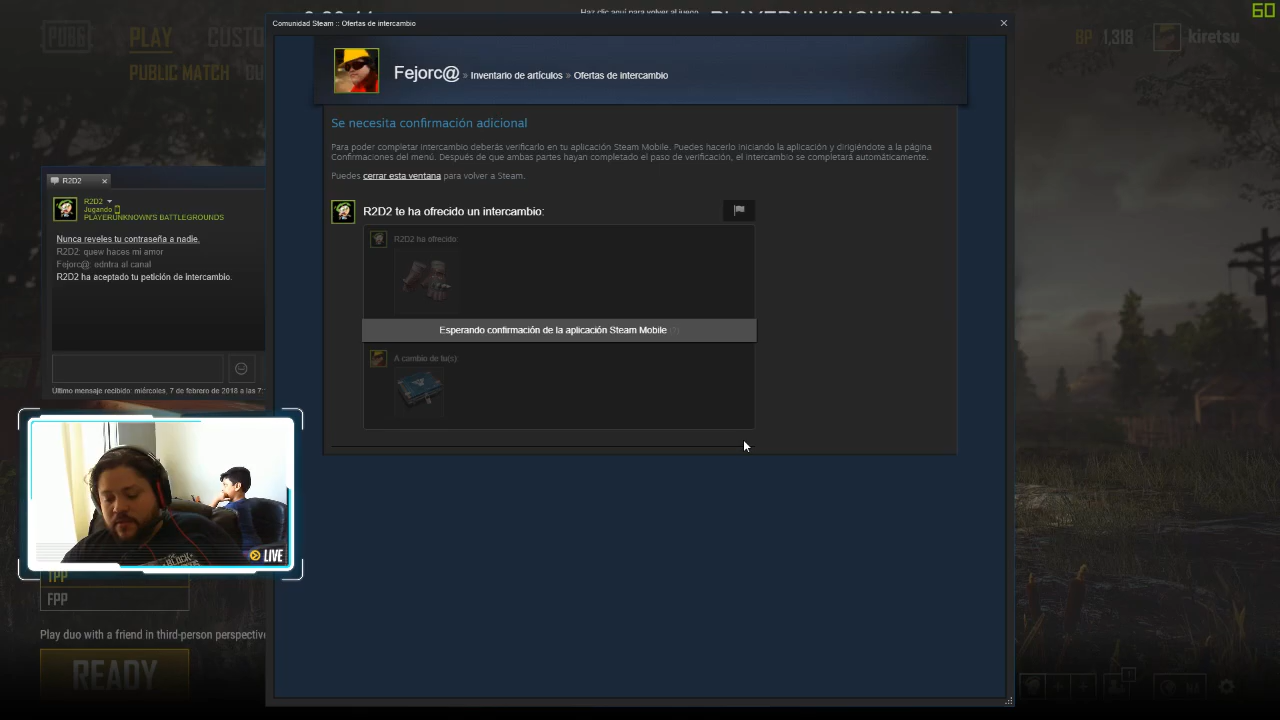 Haz clic aquí para volver al juego
60
Comunidad Steam :: Ofertas de intercambio
PUBG
PLAY
CUSTO
PUBLIC MATCH
BP 1,318
kiretsu
Fejorc@ » Inventario de artículos » Ofertas de intercambio
Se necesita confirmación adicional
Para poder completar intercambio deberás verificarlo en tu aplicación Steam Mobile. Puedes hacerlo iniciando la aplicación y dirigiéndote a la página
Confirmaciones del menú. Después de que ambas partes hayan completado el paso de verificación, el intercambio se completará automáticamente.
Puedes cerrar esta ventana para volver a Steam.
R2D2 te ha ofrecido un intercambio:
R2D2 ha ofrecido:
Esperando confirmación de la aplicación Steam Mobile (?)
A cambio de tu(s):
R2D2
R2D2
Jugando
PLAYERUNKNOWN'S BATTLEGROUNDS
Nunca reveles tu contraseña a nadie.
R2D2: quew haces mi amor
Fejorc@: edntra al canal
R2D2 ha aceptado tu petición de intercambio.
Último mensaje recibido: miércoles, 7 de febrero de 2018 a las 7:
LIVE
TPP
FPP
Play duo with a friend in third-person perspective
READY
NA